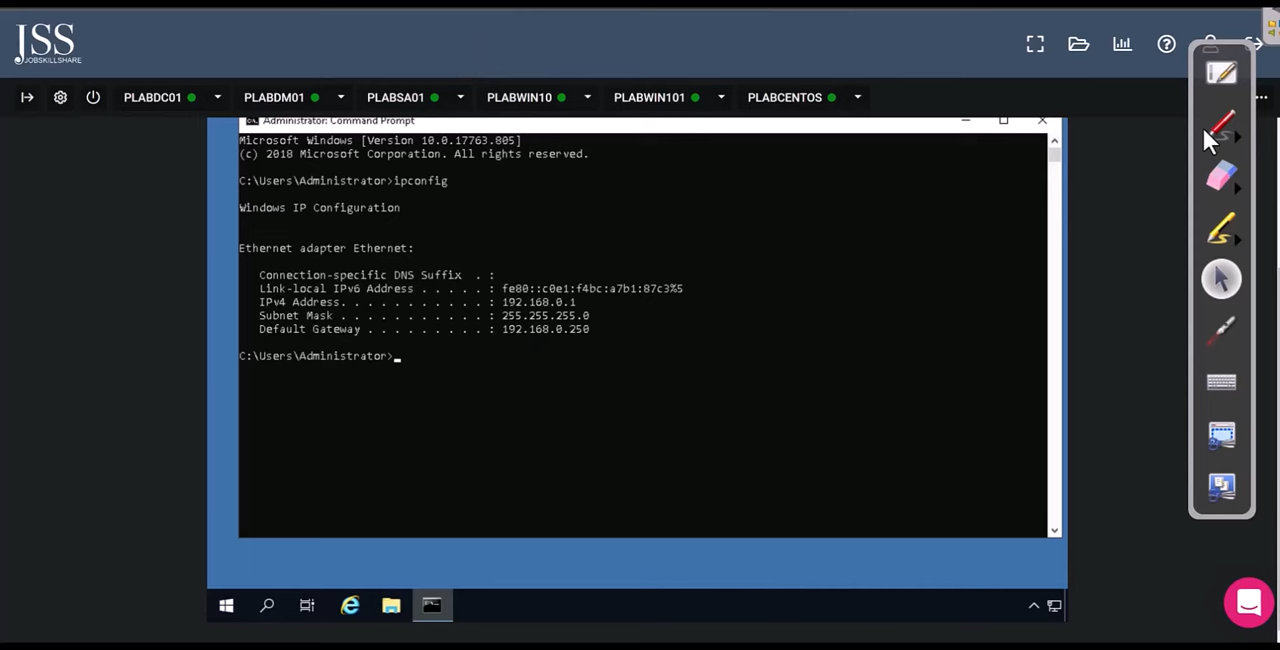 JSS
JOBSKILLSHARE
PLABDC01 PLABDM01 PLABSA01 PLABWIN10 PLABWIN101 PLABCENTOS
Administrator: Command Prompt
Microsoft Windows [Version 10.0.17763.805]
(c) 2018 Microsoft Corporation. All rights reserved.
C:\Users\Administrator>ipconfig
Windows IP Configuration
Ethernet adapter Ethernet:
Connection-specific DNS Suffix . :
Link-local IPv6 Address . . . . . : fe80::c0e1:f4bc:a7b1:87c3%5
IPv4 Address. . . . . . . . . . . : 192.168.0.1
Subnet Mask . . . . . . . . . . . : 255.255.255.0
Default Gateway . . . . . . . . . : 192.168.0.250
C:\Users\Administrator>_